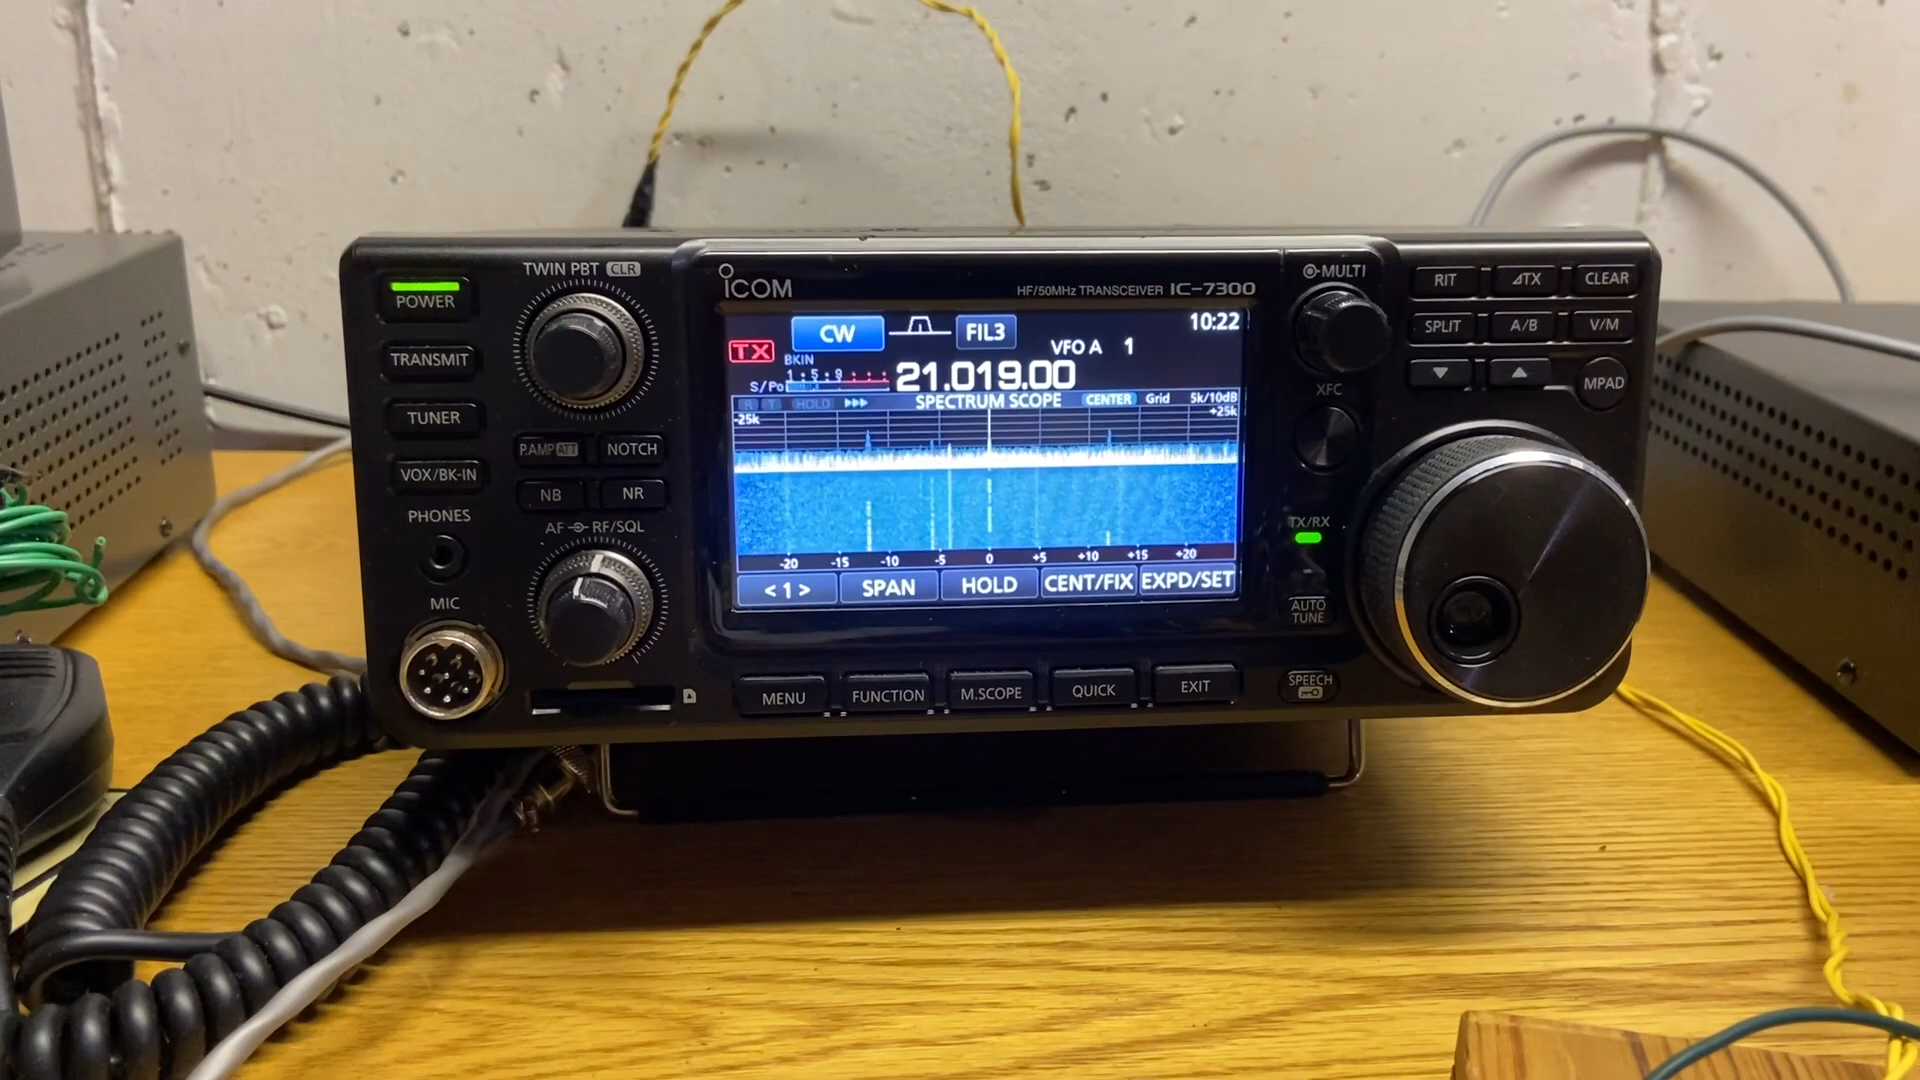 POWER
TRANSMIT
TUNER
VOX/BK-IN
PHONES
MIC
TWIN PBT CLR
P.AMP ATT NOTCH
NB NR
AF RF/SQL
ICOM
HF/50MHz TRANSCEIVER IC-7300
CW FIL3 10:22
TX BKIN VFO A 1
1 5 9
S/Po 21.019.00
R T HOLD SPECTRUM SCOPE CENTER Grid 5k/10dB
-25k +25k
-20 -15 -10 -5 0 +5 +10 +15 +20
<1> SPAN HOLD CENT/FIX EXPD/SET
MENU FUNCTION M.SCOPE QUICK EXIT
MULTI
XFC
TX/RX
AUTO
TUNE
SPEECH
RIT ⊿TX CLEAR
SPLIT A/B V/M
MPAD